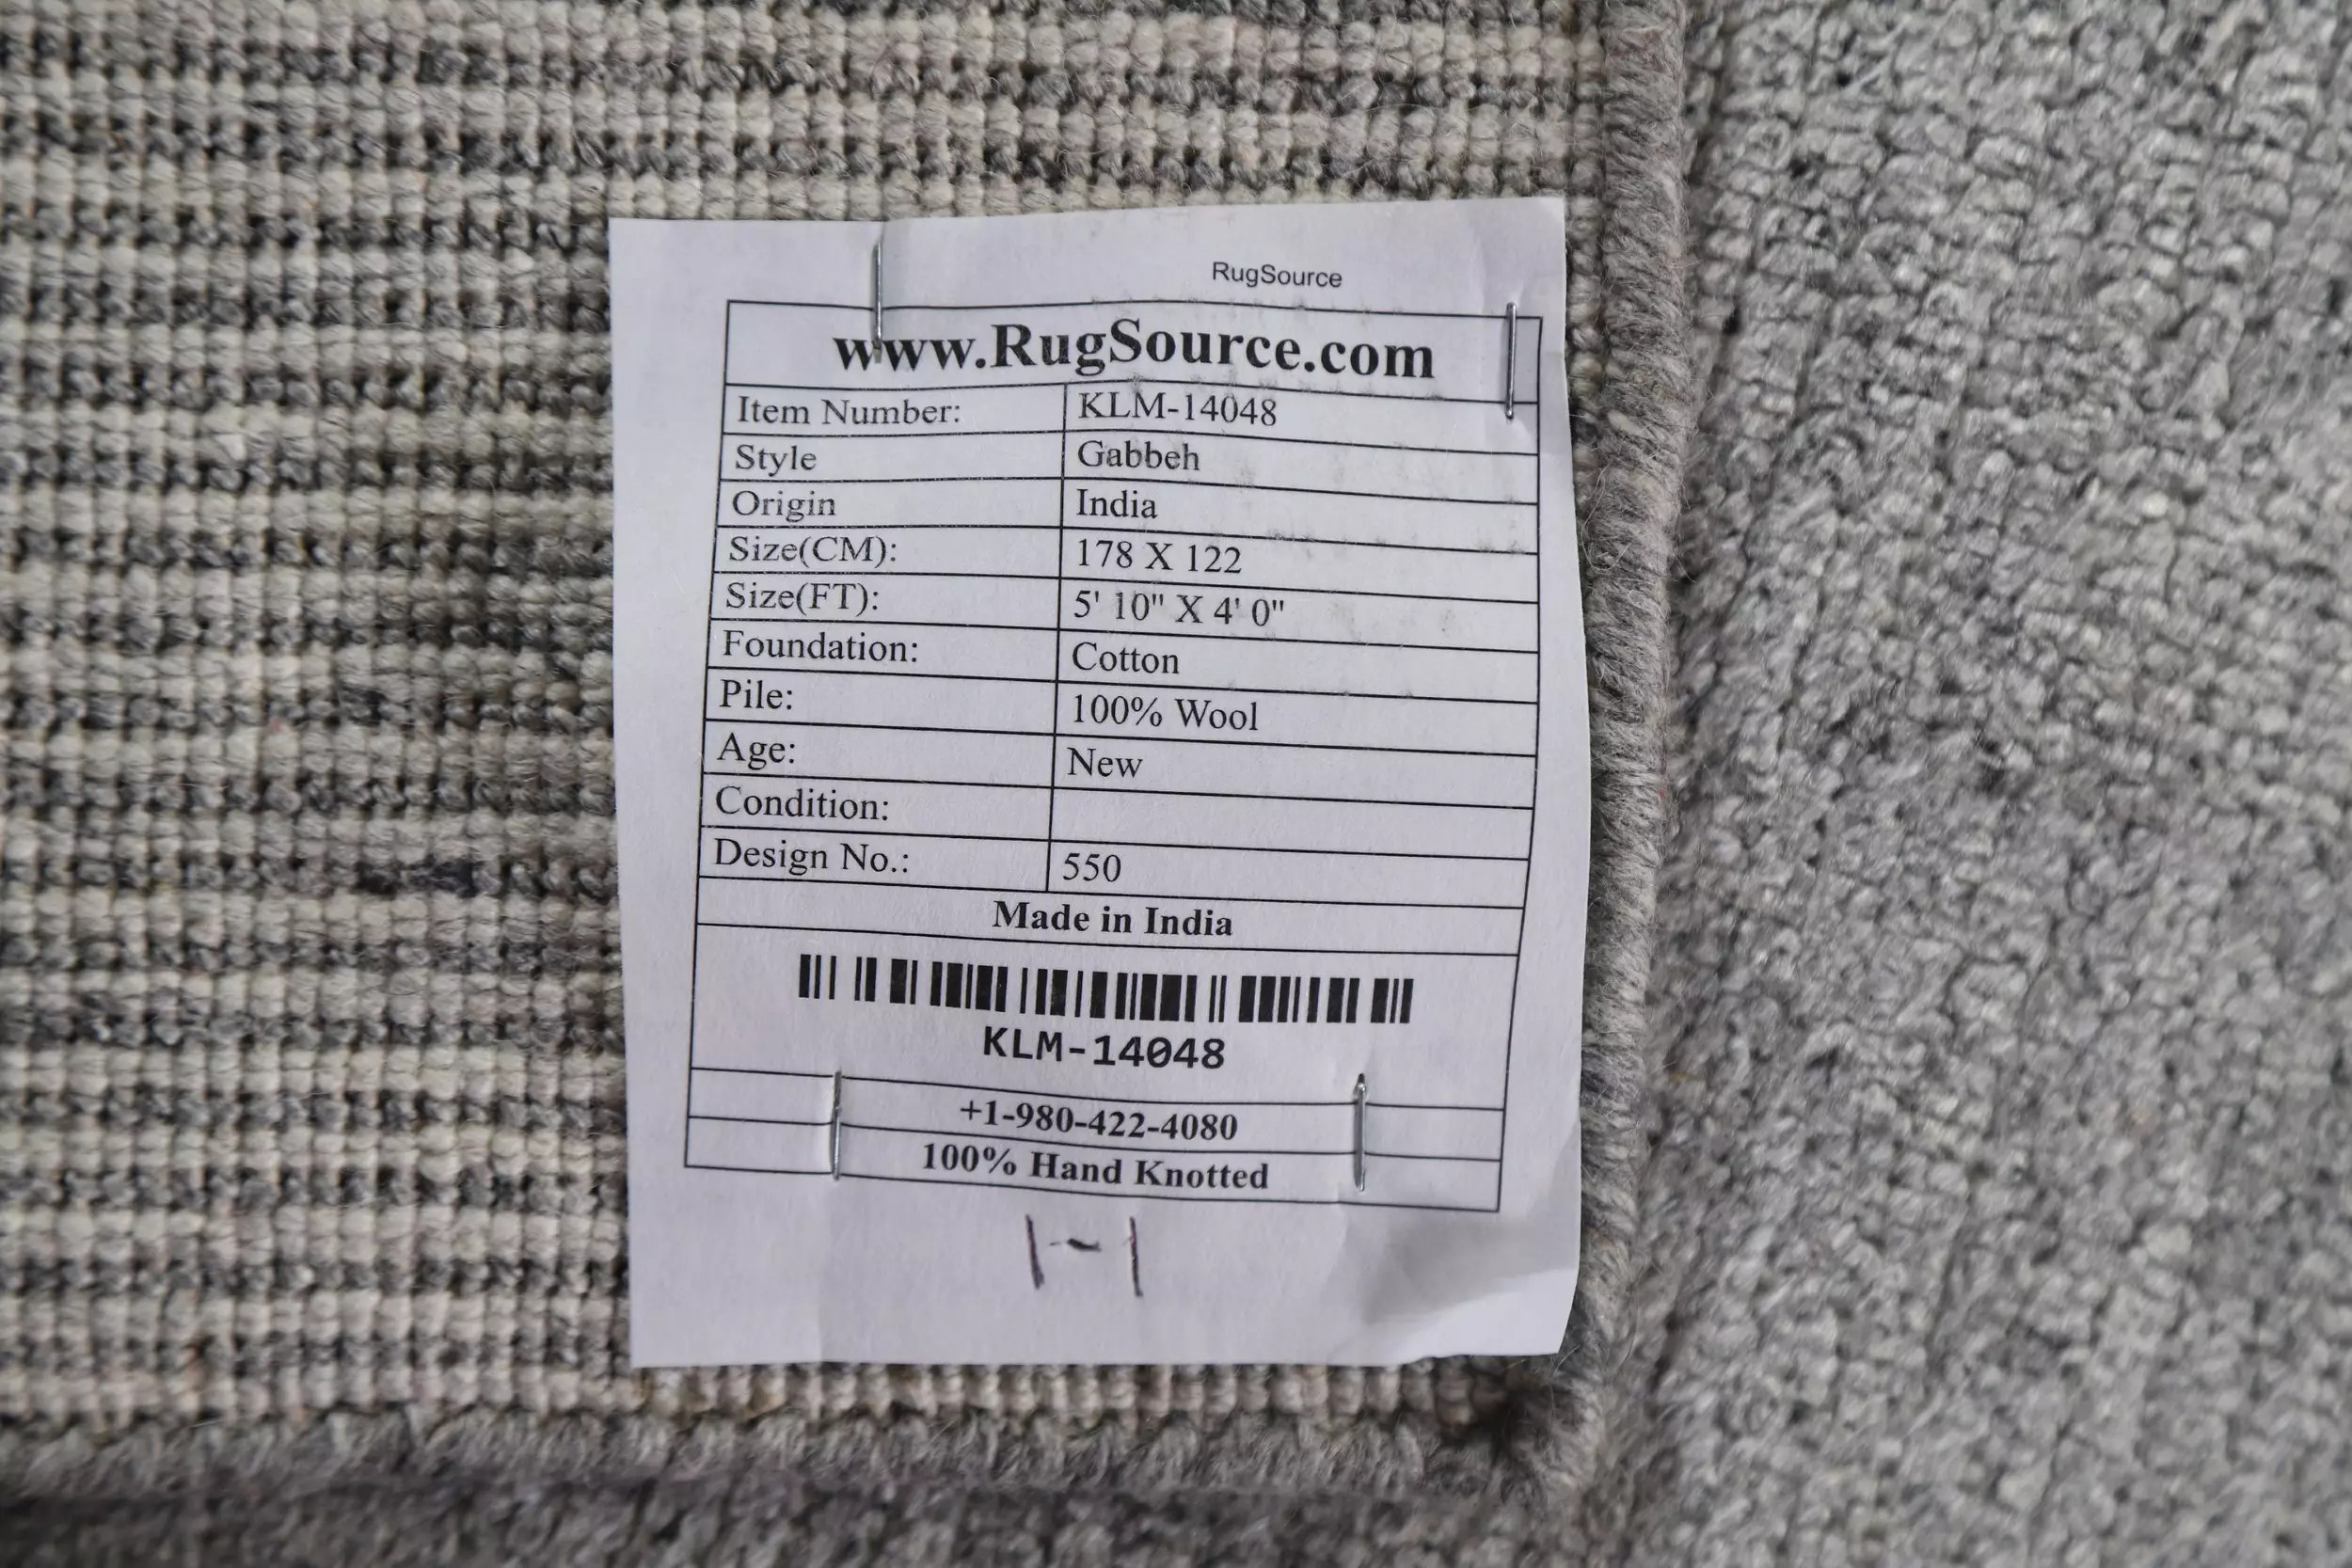 RugSource
www.RugSource.com
Item Number: KLM-14048
Style Gabbeh
Origin India
Size(CM): 178 X 122
Size(FT): 5' 10" X 4' 0"
Foundation: Cotton
Pile: 100% Wool
Age: New
Condition:
Design No.: 550
Made in India
KLM-14048
+1-980-422-4080
100% Hand Knotted
1-1